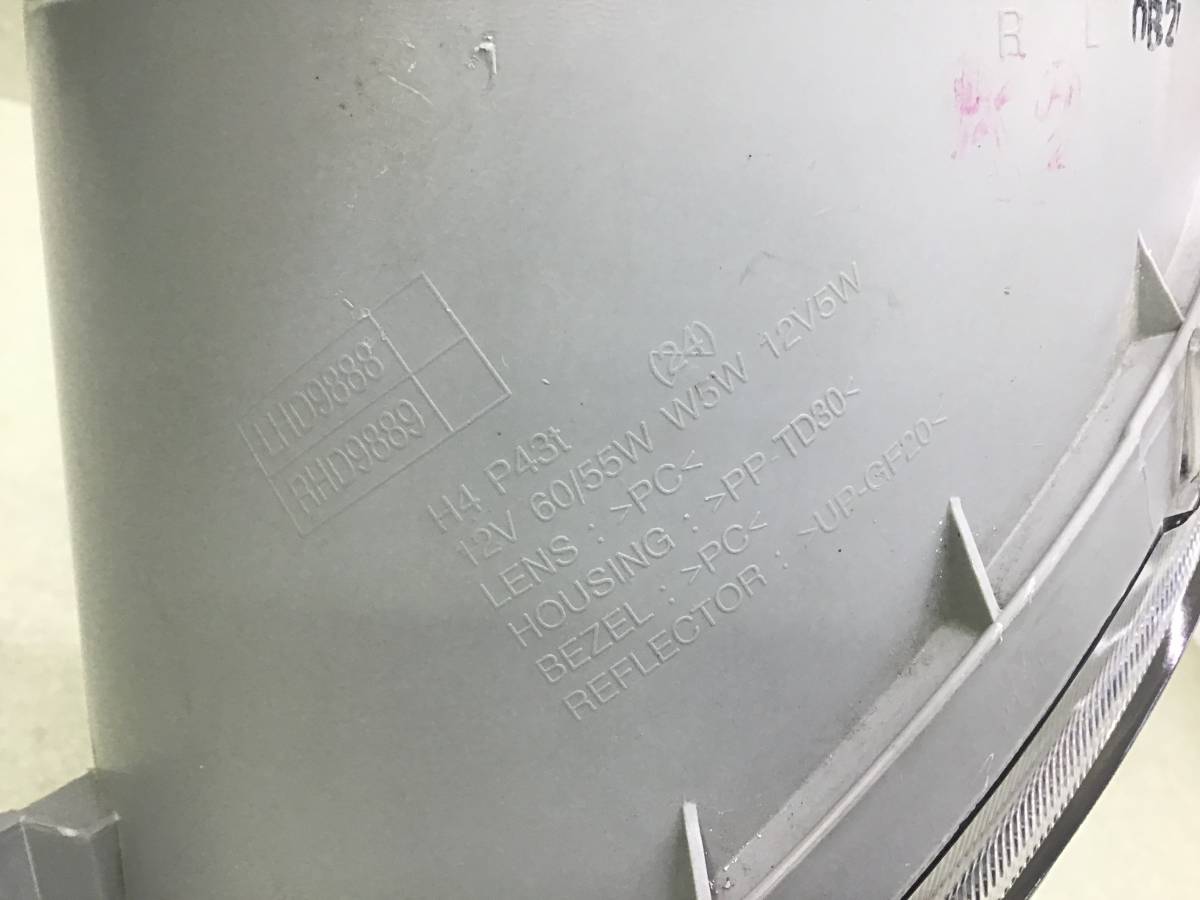 R L
LHD9888
RHD9889
(24)
H4 P43t
12V 60/55W W5W 12V5W
LENS : >PC<
HOUSING : >PP-TD30<
BEZEL : >PC<
REFLECTOR : >UP-GF20<